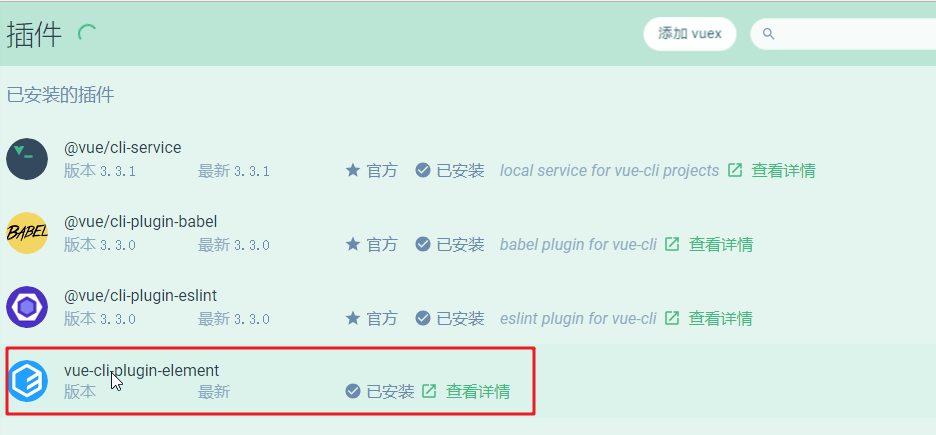 插件
添加 vuex
已安装的插件
@vue/cli-service
版本 3.3.1 最新 3.3.1 官方 已安装 local service for vue-cli projects 查看详情
BABEL
@vue/cli-plugin-babel
版本 3.3.0 最新 3.3.0 官方 已安装 babel plugin for vue-cli 查看详情
@vue/cli-plugin-eslint
版本 3.3.0 最新 3.3.0 官方 已安装 eslint plugin for vue-cli 查看详情
vue-cli-plugin-element
版本 最新 已安装 查看详情